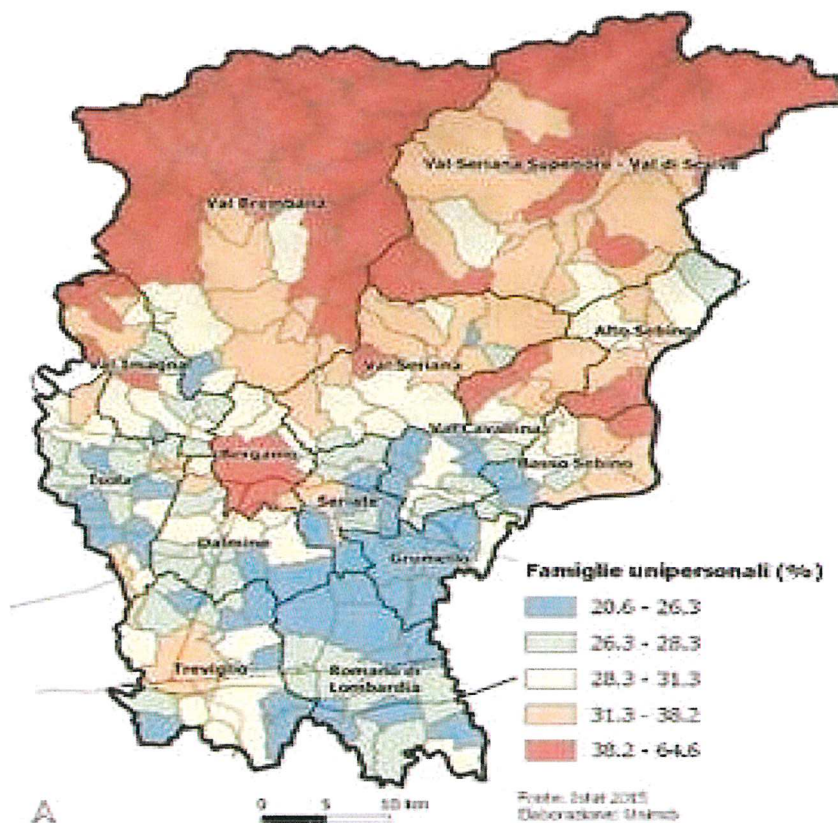 Val Seriana Superiore - Val di Scalve
Val Brembana
Alto Sebino
Val Imagna
Val Seriana
Val Cavallina
Bergamo
Basso Sebino
Isola
Seriate
Dalmine
Grumello
Treviglio
Romano di
Lombardia
Famiglie unipersonali (%)
20.6 - 26.3
26.3 - 28.3
28.3 - 31.3
31.3 - 38.2
38.2 - 64.6
A
0 5 10 km
Fonte: Istat 2015
Elaborazione: Unimib